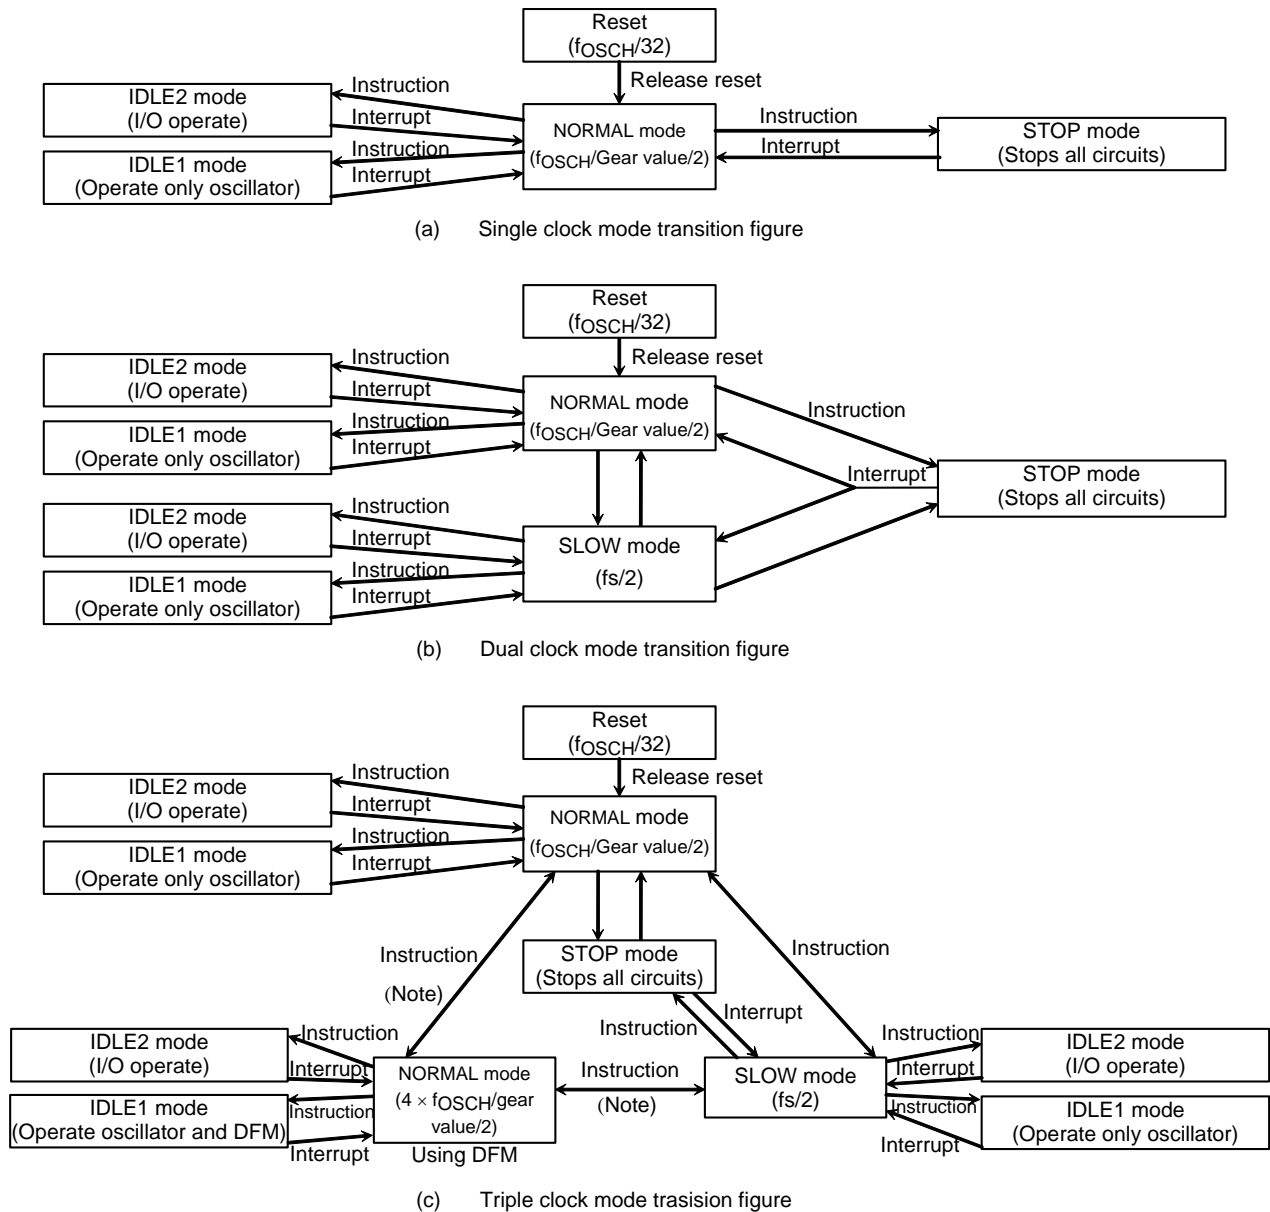 Reset
(fOSCH/32)
Release reset
IDLE2 mode
(I/O operate)
Instruction
Interrupt
IDLE1 mode
(Operate only oscillator)
Instruction
Interrupt
NORMAL mode
(fOSCH/Gear value/2)
Instruction
Interrupt
STOP mode
(Stops all circuits)
(a) Single clock mode transition figure
Reset
(fOSCH/32)
Release reset
IDLE2 mode
(I/O operate)
Instruction
Interrupt
IDLE1 mode
(Operate only oscillator)
Instruction
Interrupt
NORMAL mode
(fOSCH/Gear value/2)
Instruction
Interrupt
STOP mode
(Stops all circuits)
IDLE2 mode
(I/O operate)
Instruction
Interrupt
IDLE1 mode
(Operate only oscillator)
Instruction
Interrupt
SLOW mode
(fs/2)
(b) Dual clock mode transition figure
Reset
(fOSCH/32)
Release reset
IDLE2 mode
(I/O operate)
Instruction
Interrupt
IDLE1 mode
(Operate only oscillator)
Instruction
Interrupt
NORMAL mode
(fOSCH/Gear value/2)
Instruction
(Note)
STOP mode
(Stops all circuits)
Instruction
Instruction
Interrupt
IDLE2 mode
(I/O operate)
Instruction
Interrupt
IDLE1 mode
(Operate oscillator and DFM)
Instruction
Interrupt
NORMAL mode
(4 × fOSCH/gear
value/2)
Using DFM
Instruction
(Note)
SLOW mode
(fs/2)
Instruction
Interrupt
Instruction
Interrupt
IDLE2 mode
(I/O operate)
IDLE1 mode
(Operate only oscillator)
(c) Triple clock mode trasision figure